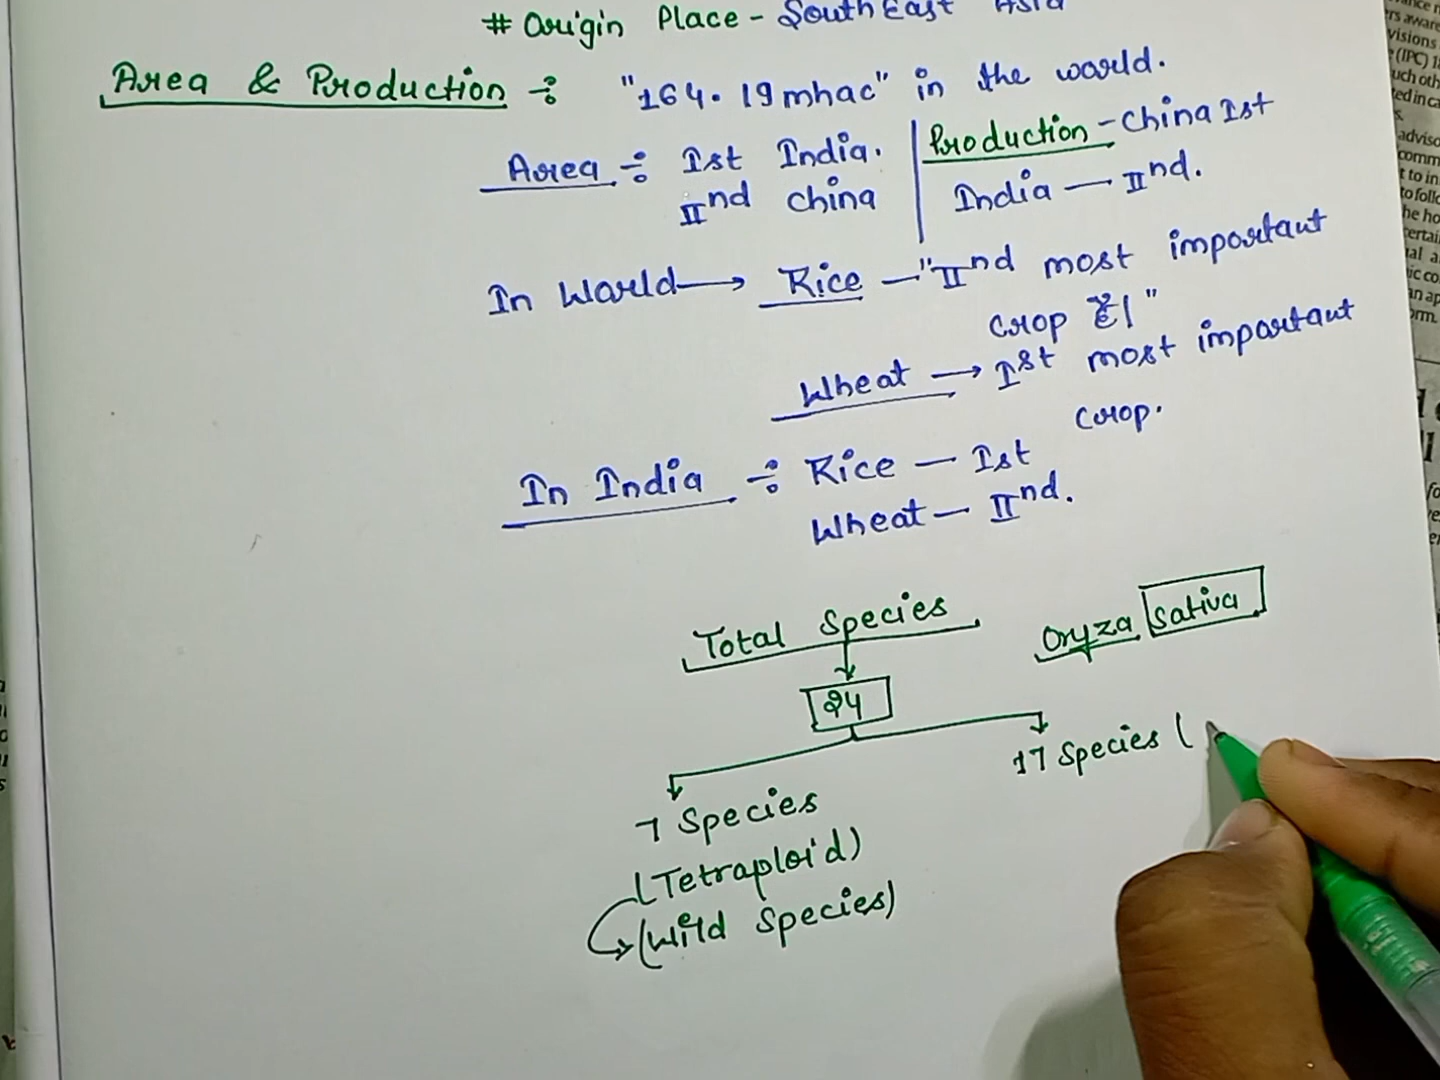 # Origin Place - South East Asia
Area & Production ÷ "164.19 mhac" in the world.
Area ÷ Ist India. | Production - China Ist
IInd China | India — IInd.
In World → Rice — "IInd most important
crop है।"
Wheat → Ist most important
crop.
In India ÷ Rice — Ist
Wheat — IInd.
Total Species
Oryza Sativa
24
17 Species (
7 Species
(Tetraploid)
(Wild Species)